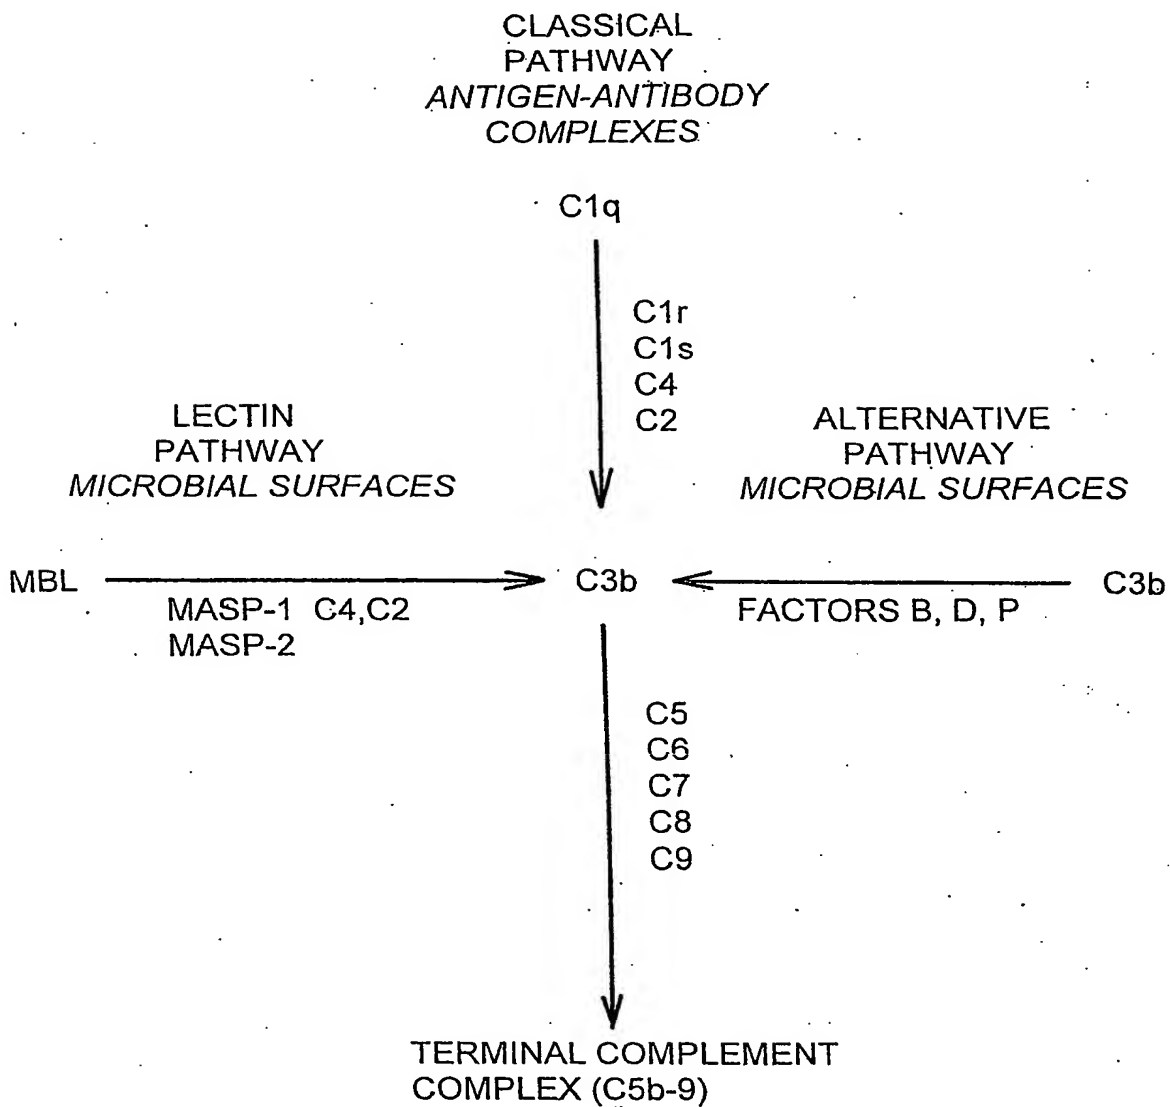 CLASSICAL
PATHWAY
ANTIGEN-ANTIBODY
COMPLEXES
C1q
C1r
C1s
C4
C2
LECTIN
PATHWAY
MICROBIAL SURFACES
ALTERNATIVE
PATHWAY
MICROBIAL SURFACES
MBL
MASP-1 C4,C2
MASP-2
C3b
FACTORS B, D, P
C3b
C5
C6
C7
C8
C9
TERMINAL COMPLEMENT
COMPLEX (C5b-9)